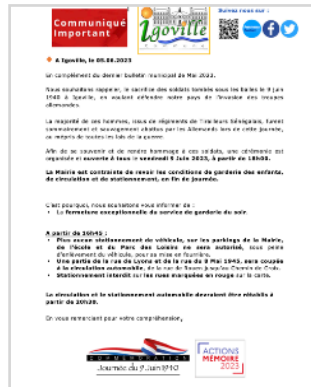 Communiqué
Important
Igoville
Suivez nous sur :
A Igoville, le 05.06.2023
En complément du dernier bulletin municipal de Mai 2023.
Nous souhaitons rappeler, le sacrifice des soldats tombés sous les balles le 9 juin
1940 à Igoville, en voulant défendre notre pays de l'invasion des troupes
allemandes.
La majorité de ses hommes, issus de régiments de Tirailleurs Sénégalais, furent
sommairement et sauvagement abattus par les Allemands lors de cette journée,
au mépris de toutes les lois de la guerre.
Afin de se souvenir et de rendre hommage à ces soldats, une cérémonie est
organisée et ouverte à tous le vendredi 9 Juin 2023, à partir de 18h00.
La Mairie est contrainte de revoir les conditions de garderie des enfants,
de circulation et de stationnement, en fin de journée.
C'est pourquoi, nous souhaitons vous informer de :
• La fermeture exceptionnelle du service de garderie du soir
A partir de 16h45 :
• Plus aucun stationnement de véhicule, sur les parkings de la Mairie,
de l'école et du Parc des Loisirs ne sera autorisé, sous peine
d'enlèvement du véhicule, pour sa mise en fourrière.
• Une partie de la rue de Lyons et de la rue du 8 Mai 1945, sera coupée
à la circulation automobile, de la rue de Rouen jusqu'au Chemin de Croix.
• Stationnement interdit sur les rues marquées en rouge sur la carte.
La circulation et le stationnement automobile devraient être rétablis à
partir de 20h30.
En vous remerciant pour votre compréhension,
COMMEMORATION
Journée du 9 Juin 1940
ACTIONS
MÉMOIRE
2023